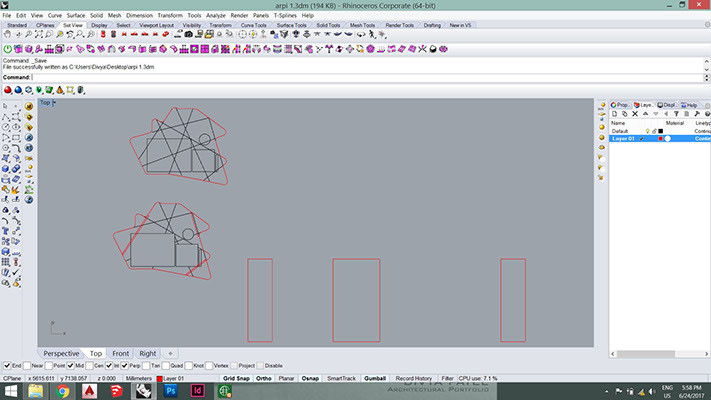 arpi 1.3dm (194 KB) - Rhinoceros Corporate (64-bit)
File Edit View Curve Surface Solid Mesh Dimension Transform Tools Analyze Render Panels T-Splines Help
Standard CPlanes Set View Display Select Viewport Layout Visibility Transform Curve Tools Surface Tools Solid Tools Mesh Tools Render Tools Drafting New in V5
Command: _Save
File successfully written as C:\Users\Divya\Desktop\arpi 1.3dm
Command:
Top
Prop... Laye... Displ... Help
Name Material Linetyp
Default Continu
Layer 01 Contin
y
x
Perspective Top Front Right
End Near Point Mid Cen Int Perp Tan Quad Knot Vertex Project Disable
CPlane x 5615.611 y 7138.057 z 0.000 Millimeters Layer 01 Grid Snap Ortho Planar Osnap SmartTrack Gumball Record History Filter CPU use: 7.1 %
Architectural Portfolio
Ps Id
ENG 5:58 PM
US 6/24/2017